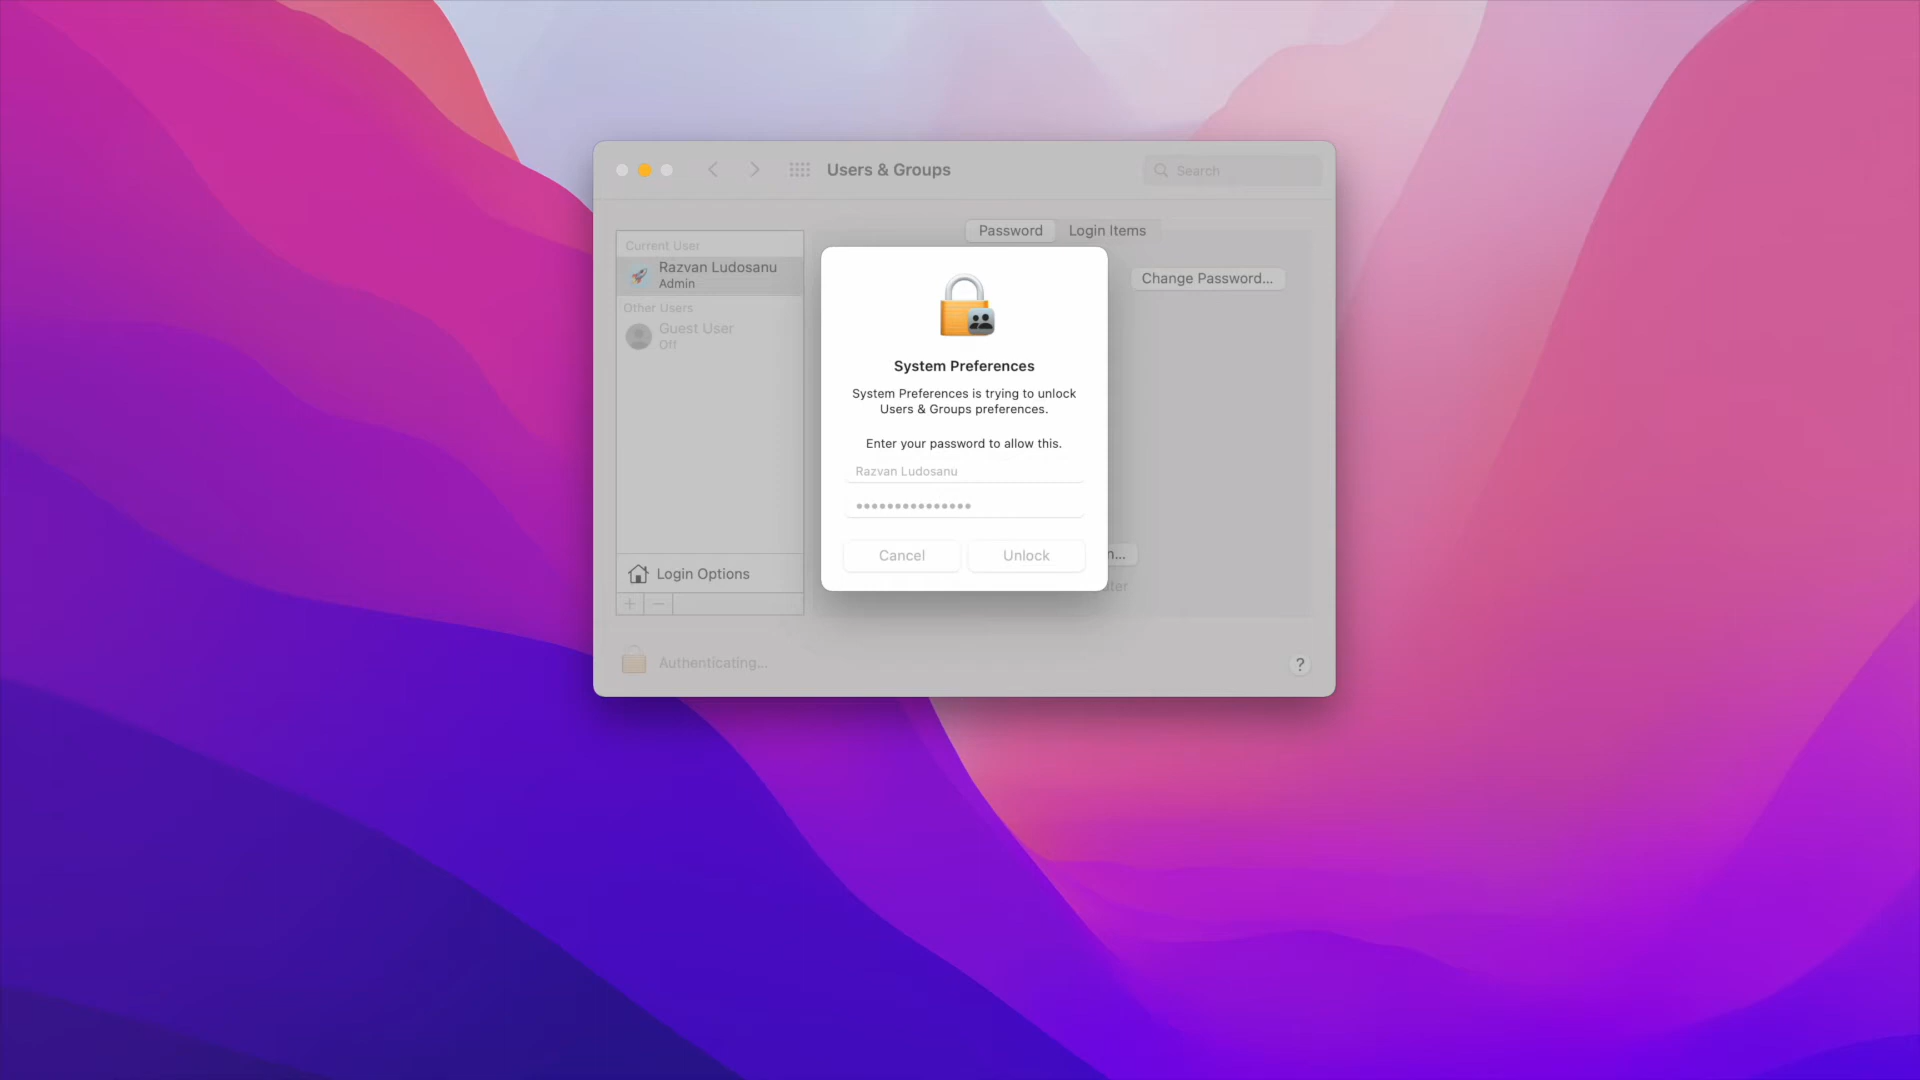 Users & Groups
Search
Password
Login Items
Current User
Razvan Ludosanu
Admin
Change Password...
Other Users
Guest User
Off
System Preferences
System Preferences is trying to unlock
Users & Groups preferences.
Enter your password to allow this.
Razvan Ludosanu
•••••••••••••••
Cancel
Unlock
Login Options
+ −
Authenticating...
?